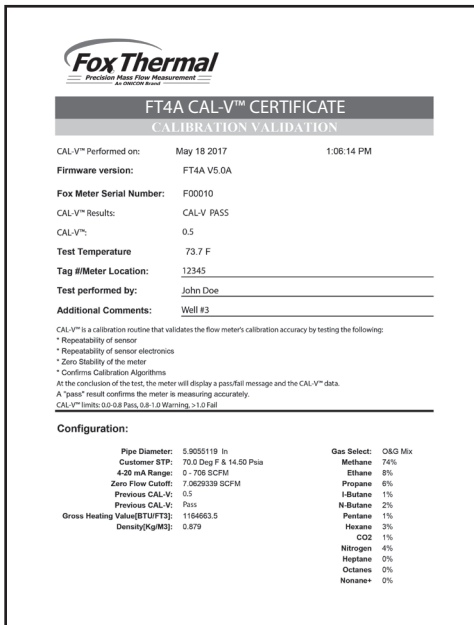 Fox Thermal
Precision Mass Flow Measurement
An ONICON Brand
FT4A CAL-V™ CERTIFICATE
CALIBRATION VALIDATION
CAL-V™ Performed on: May 18 2017 1:06:14 PM
Firmware version: FT4A V5.0A
Fox Meter Serial Number: F00010
CAL-V™ Results: CAL-V PASS
CAL-V™: 0.5
Test Temperature 73.7 F
Tag #/Meter Location: 12345
Test performed by: John Doe
Additional Comments: Well #3
CAL-V™ is a calibration routine that validates the flow meter's calibration accuracy by testing the following:
* Repeatability of sensor
* Repeatability of sensor electronics
* Zero Stability of the meter
* Confirms Calibration Algorithms
At the conclusion of the test, the meter will display a pass/fail message and the CAL-V™ data.
A "pass" result confirms the meter is measuring accurately.
CAL-V™ limits: 0.0-0.8 Pass, 0.8-1.0 Warning, >1.0 Fail
Configuration:
Pipe Diameter: 5.9055119 In
Customer STP: 70.0 Deg F & 14.50 Psia
4-20 mA Range: 0 - 706 SCFM
Zero Flow Cutoff: 7.0629339 SCFM
Previous CAL-V: 0.5
Previous CAL-V: Pass
Gross Heating Value[BTU/FT3]: 1164663.5
Density[Kg/M3]: 0.879
Gas Select: O&G Mix
Methane 74%
Ethane 8%
Propane 6%
I-Butane 1%
N-Butane 2%
Pentane 1%
Hexane 3%
CO2 1%
Nitrogen 4%
Heptane 0%
Octanes 0%
Nonane+ 0%